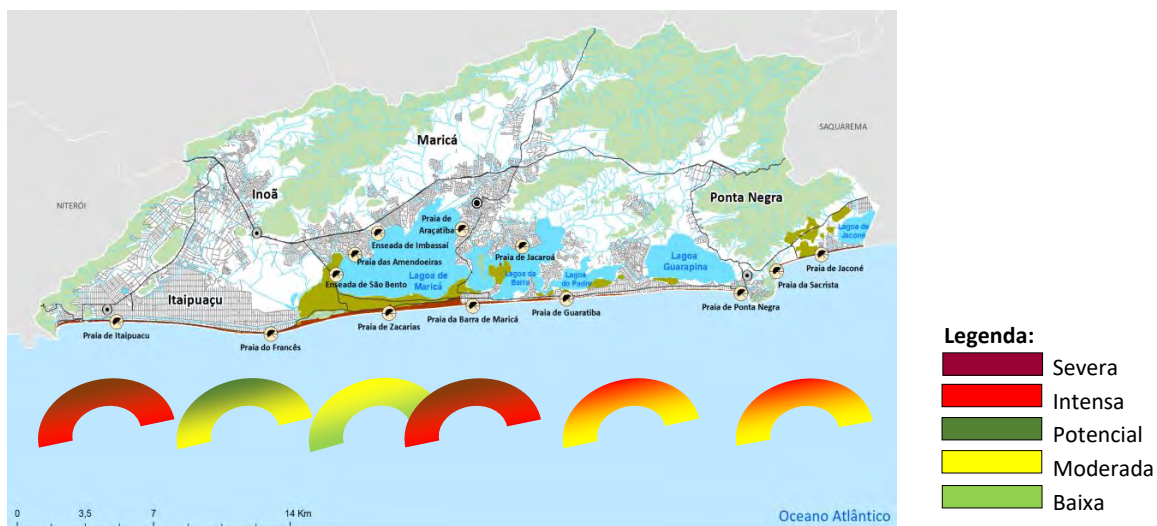 Maricá
SAQUAREMA
Inoã
Ponta Negra
NITERÓI
Praia de
Araçatiba
Enseada de Imbassaí
Lagoa de
Jaconé
Praia de Jacaroá
Praia das Amendoeiras
Lagoa
Guarapina
Praia de Jaconé
Lagoa de
Maricá
Lagoa da
Barra
Lagoa
do Padre
Enseada de São Bento
Praia da Sacrista
Itaipuaçu
Praia de Ponta Negra
Praia de Zacarias
Praia da Barra de Maricá
Praia de Guaratiba
Praia de Itaipuacu
Praia do Francês
Legenda:
Severa
Intensa
Potencial
Moderada
Baixa
0 3,5 7 14 Km
Oceano Atlântico